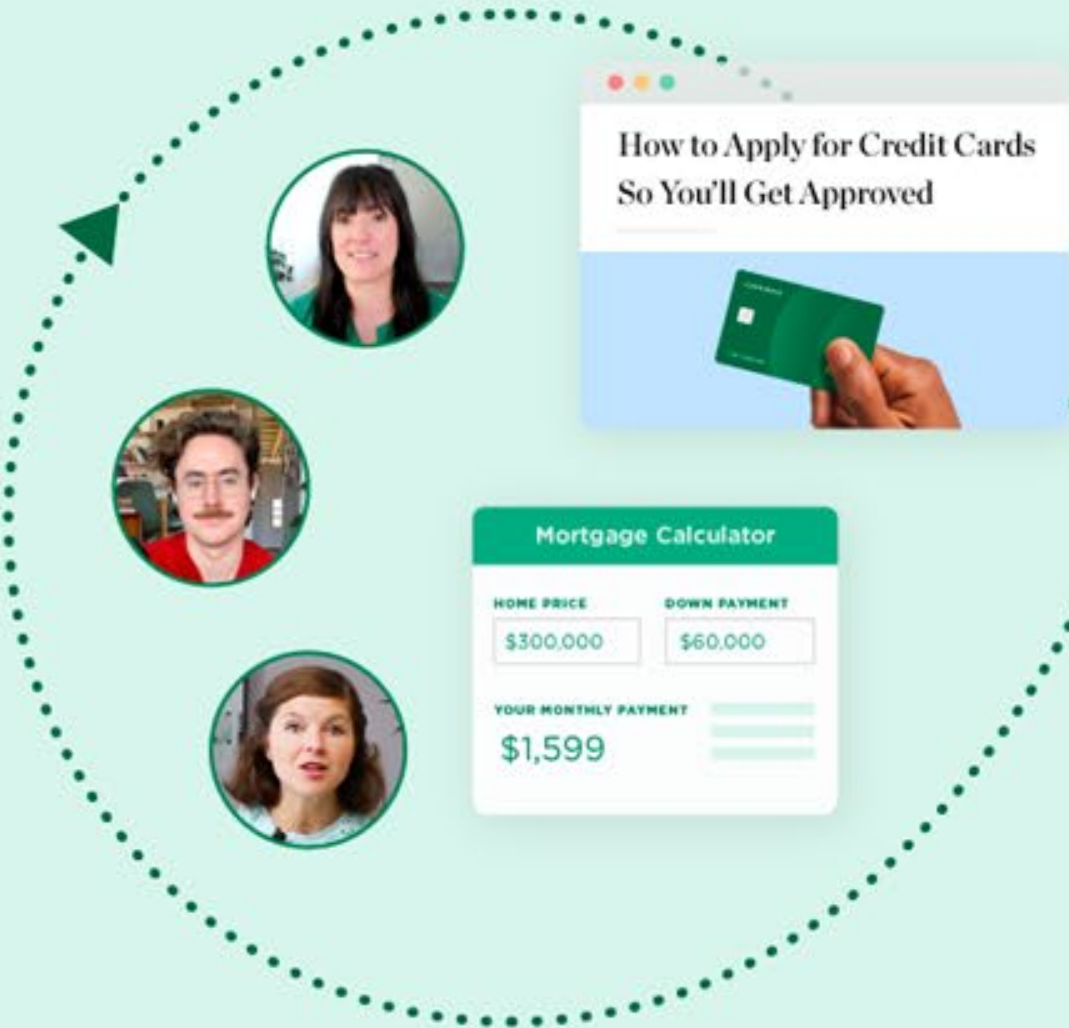 How to Apply for Credit Cards
So You'll Get Approved
Mortgage Calculator
HOME PRICE
DOWN PAYMENT
$300,000
$60,000
YOUR MONTHLY PAYMENT
$1,599